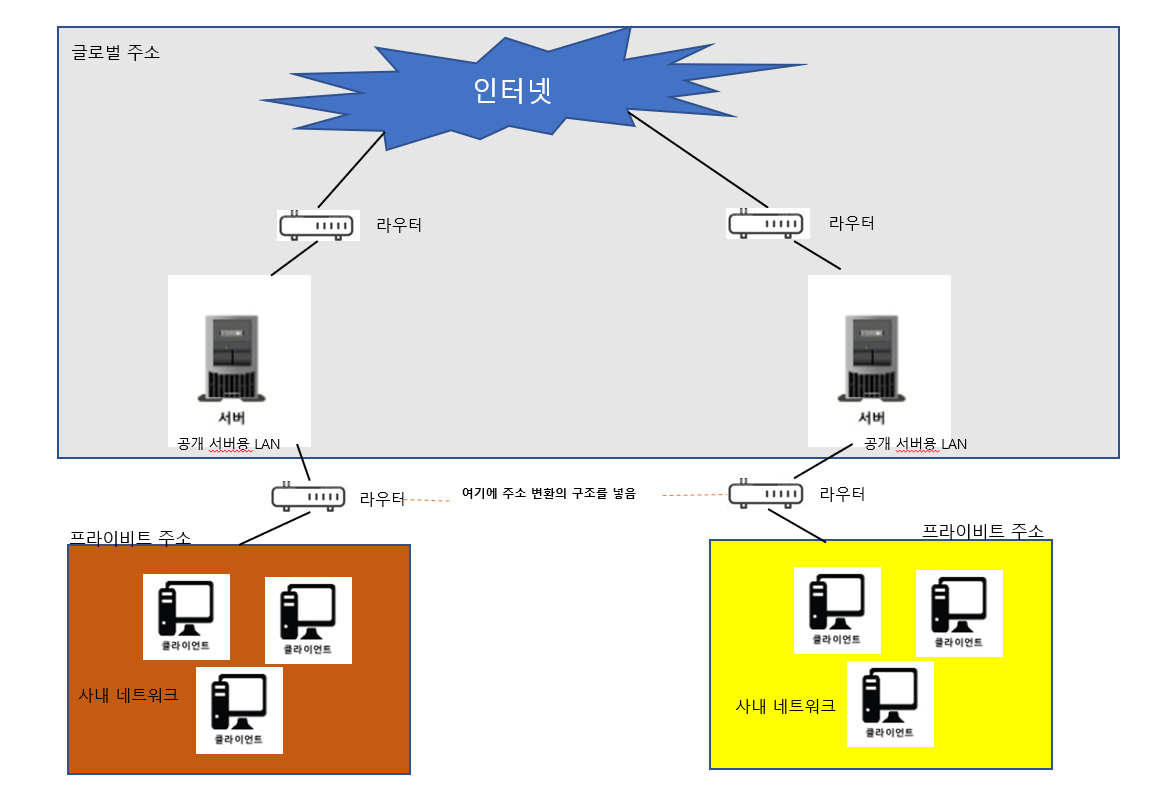 글로벌 주소
인터넷
라우터
라우터
서버
공개 서버용 LAN
서버
공개 서버용 LAN
라우터
여기에 주소 변환의 구조를 넣음
라우터
프라이비트 주소
프라이비트 주소
클라이언트
클라이언트
클라이언트
사내 네트워크
클라이언트
클라이언트
클라이언트
사내 네트워크